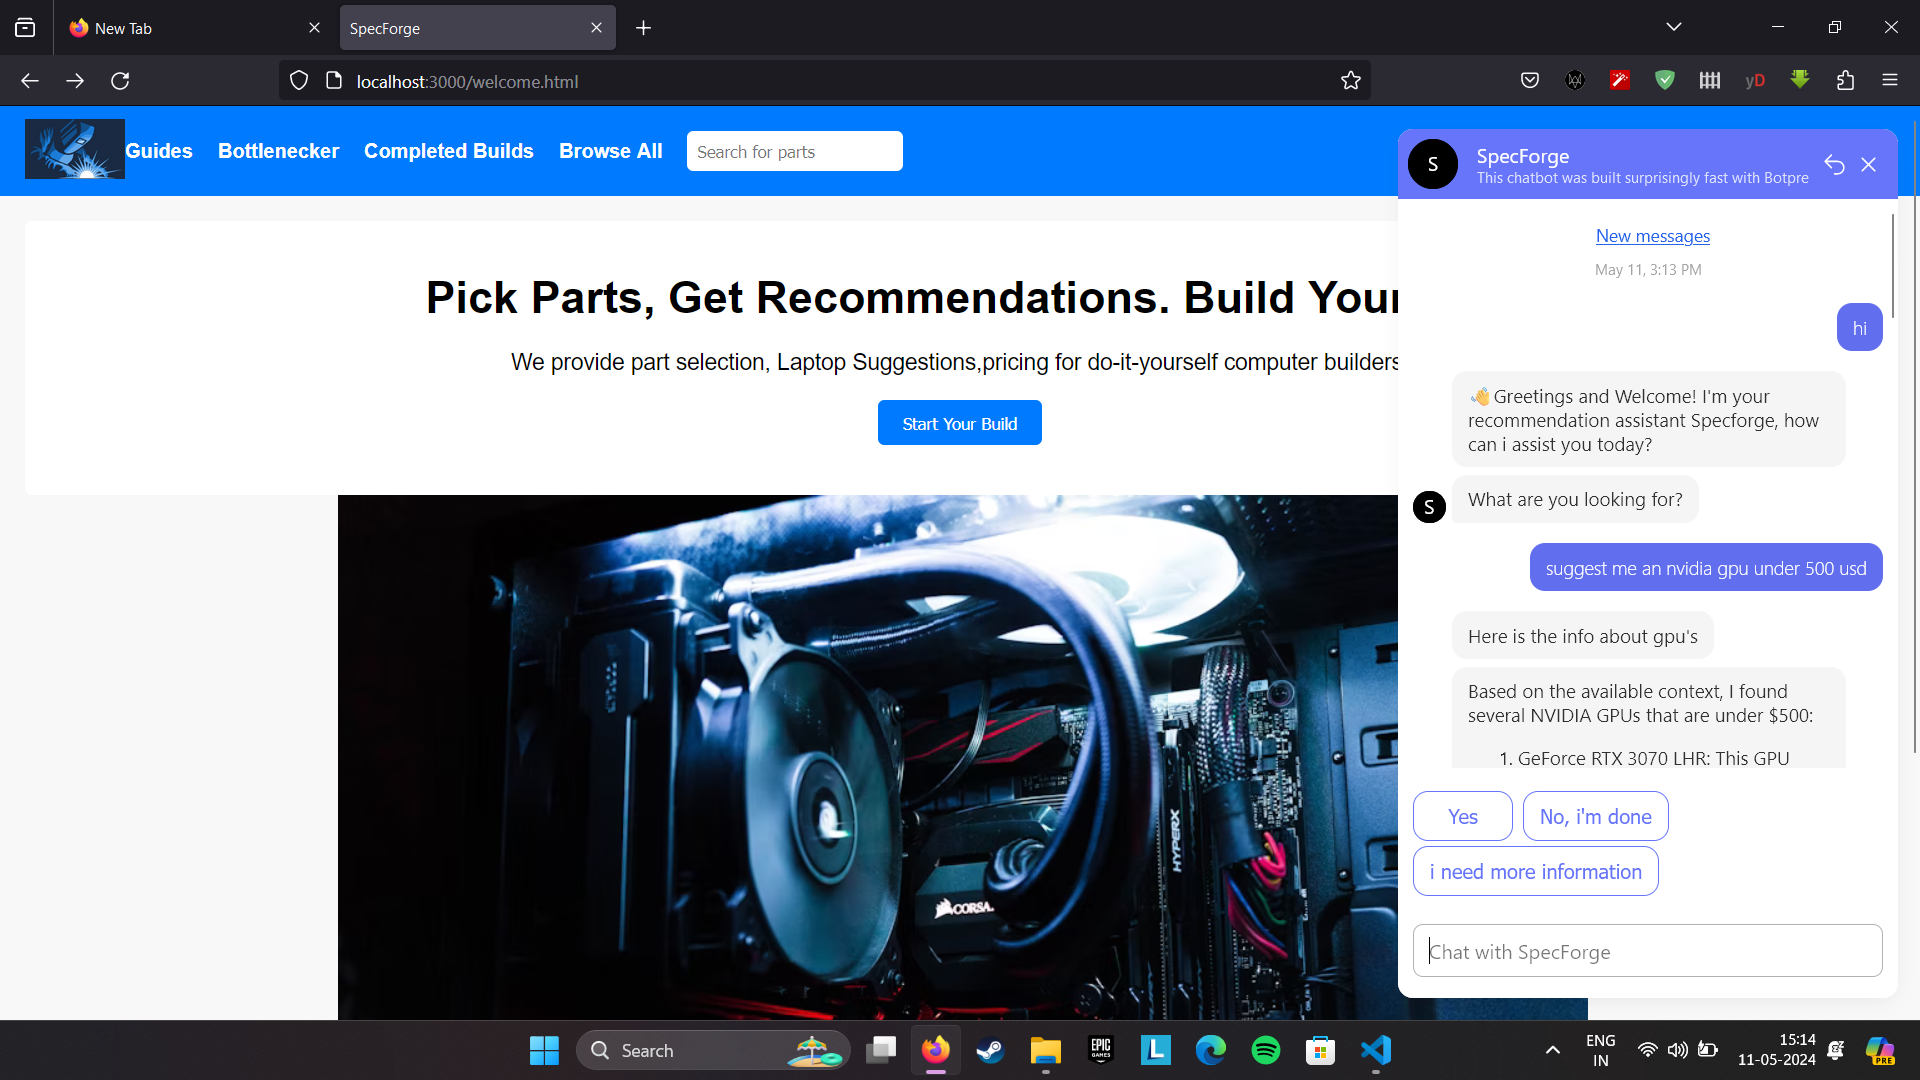 New Tab
SpecForge
localhost:3000/welcome.html
yD
Guides
Bottlenecker
Completed Builds
Browse All
Search for parts
Pick Parts, Get Recommendations. Build Your
We provide part selection, Laptop Suggestions,pricing for do-it-yourself computer builders
Start Your Build
HYPERX
CORSA
S
SpecForge
This chatbot was built surprisingly fast with Botpre
New messages
May 11, 3:13 PM
hi
👋Greetings and Welcome! I'm your
recommendation assistant Specforge, how
can i assist you today?
S
What are you looking for?
suggest me an nvidia gpu under 500 usd
Here is the info about gpu's
Based on the available context, I found
several NVIDIA GPUs that are under $500:
1. GeForce RTX 3070 LHR: This GPU
Yes
No, i'm done
i need more information
Chat with SpecForge
Search
EPIC
GAMES
L
ENG
IN
15:14
11-05-2024
PRE